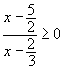 (x - 5/2)/(x - 2/3) ≥ 0